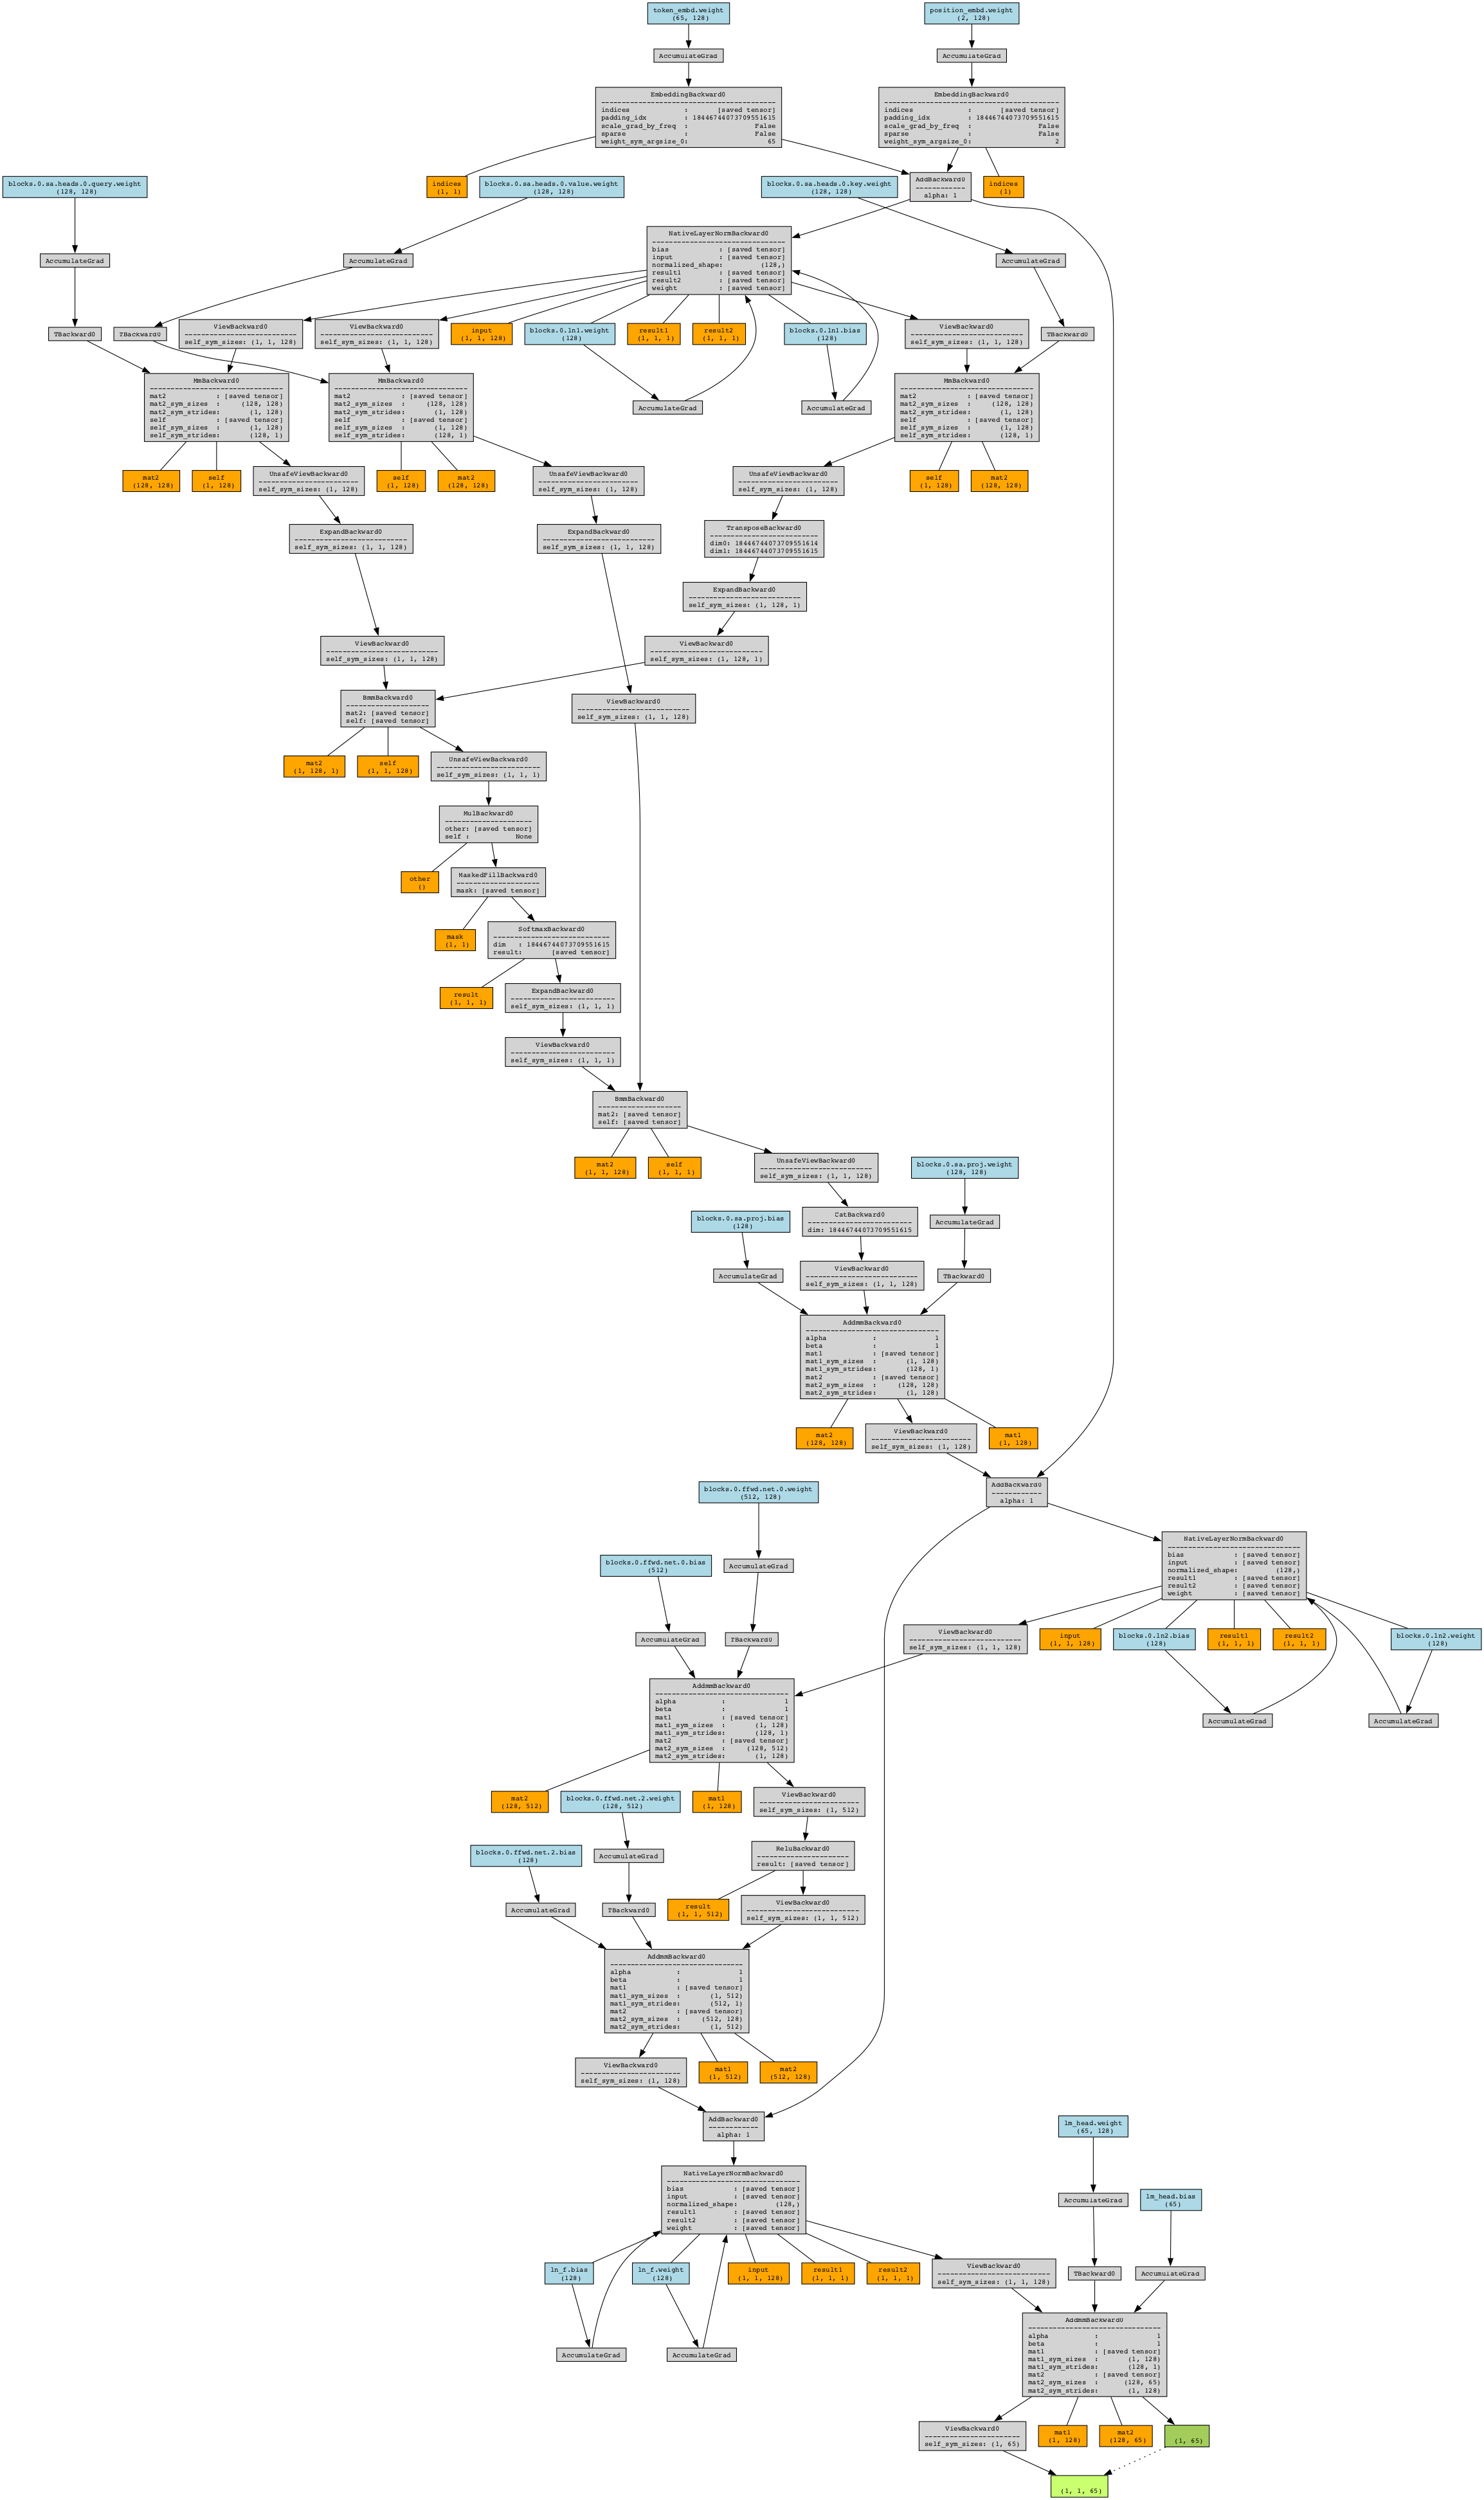 token_embd.weight
(65, 128)
position_embd.weight
(2, 128)
AccumulateGrad
AccumulateGrad
EmbeddingBackward0
indices : [saved tensor]
padding_idx : 18446744073709551615
scale_grad_by_freq : False
sparse : False
weight_sym_argsize_0: 65
EmbeddingBackward0
indices : [saved tensor]
padding_idx : 18446744073709551615
scale_grad_by_freq : False
sparse : False
weight_sym_argsize_0: 2
blocks.0.sa.heads.0.query.weight
(128, 128)
indices
(1, 1)
blocks.0.sa.heads.0.value.weight
(128, 128)
blocks.0.sa.heads.0.key.weight
(128, 128)
AddBackward0
alpha: 1
indices
(1)
AccumulateGrad
AccumulateGrad
NativeLayerNormBackward0
bias : [saved tensor]
input : [saved tensor]
normalized_shape: (128,)
result1 : [saved tensor]
result2 : [saved tensor]
weight : [saved tensor]
AccumulateGrad
TBackward0
TBackward0
ViewBackward0
self_sym_sizes: (1, 1, 128)
ViewBackward0
self_sym_sizes: (1, 1, 128)
input
(1, 1, 128)
blocks.0.ln1.weight
(128)
result1
(1, 1, 1)
result2
(1, 1, 1)
blocks.0.ln1.bias
(128)
ViewBackward0
self_sym_sizes: (1, 1, 128)
TBackward0
MmBackward0
mat2 : [saved tensor]
mat2_sym_sizes : (128, 128)
mat2_sym_strides: (1, 128)
self : [saved tensor]
self_sym_sizes : (1, 128)
self_sym_strides: (128, 1)
MmBackward0
mat2 : [saved tensor]
mat2_sym_sizes : (128, 128)
mat2_sym_strides: (1, 128)
self : [saved tensor]
self_sym_sizes : (1, 128)
self_sym_strides: (128, 1)
AccumulateGrad
AccumulateGrad
MmBackward0
mat2 : [saved tensor]
mat2_sym_sizes : (128, 128)
mat2_sym_strides: (1, 128)
self : [saved tensor]
self_sym_sizes : (1, 128)
self_sym_strides: (128, 1)
mat2
(128, 128)
self
(1, 128)
UnsafeViewBackward0
self_sym_sizes: (1, 128)
self
(1, 128)
mat2
(128, 128)
UnsafeViewBackward0
self_sym_sizes: (1, 128)
UnsafeViewBackward0
self_sym_sizes: (1, 128)
self
(1, 128)
mat2
(128, 128)
ExpandBackward0
self_sym_sizes: (1, 1, 128)
ExpandBackward0
self_sym_sizes: (1, 1, 128)
TransposeBackward0
dim0: 18446744073709551614
dim1: 18446744073709551615
ExpandBackward0
self_sym_sizes: (1, 128, 1)
ViewBackward0
self_sym_sizes: (1, 1, 128)
ViewBackward0
self_sym_sizes: (1, 128, 1)
BmmBackward0
mat2: [saved tensor]
self: [saved tensor]
ViewBackward0
self_sym_sizes: (1, 1, 128)
mat2
(1, 128, 1)
self
(1, 1, 128)
UnsafeViewBackward0
self_sym_sizes: (1, 1, 1)
MulBackward0
other: [saved tensor]
self : None
other
()
MaskedFillBackward0
mask: [saved tensor]
mask
(1, 1)
SoftmaxBackward0
dim : 18446744073709551615
result: [saved tensor]
result
(1, 1, 1)
ExpandBackward0
self_sym_sizes: (1, 1, 1)
ViewBackward0
self_sym_sizes: (1, 1, 1)
BmmBackward0
mat2: [saved tensor]
self: [saved tensor]
mat2
(1, 1, 128)
self
(1, 1, 1)
UnsafeViewBackward0
self_sym_sizes: (1, 1, 128)
blocks.0.sa.proj.weight
(128, 128)
blocks.0.sa.proj.bias
(128)
CatBackward0
dim: 18446744073709551615
AccumulateGrad
AccumulateGrad
ViewBackward0
self_sym_sizes: (1, 1, 128)
TBackward0
AddmmBackward0
alpha : 1
beta : 1
mat1 : [saved tensor]
mat1_sym_sizes : (1, 128)
mat1_sym_strides: (128, 1)
mat2 : [saved tensor]
mat2_sym_sizes : (128, 128)
mat2_sym_strides: (1, 128)
mat2
(128, 128)
ViewBackward0
self_sym_sizes: (1, 128)
mat1
(1, 128)
blocks.0.ffwd.net.0.weight
(512, 128)
AddBackward0
alpha: 1
blocks.0.ffwd.net.0.bias
(512)
AccumulateGrad
NativeLayerNormBackward0
bias : [saved tensor]
input : [saved tensor]
normalized_shape: (128,)
result1 : [saved tensor]
result2 : [saved tensor]
weight : [saved tensor]
AccumulateGrad
TBackward0
ViewBackward0
self_sym_sizes: (1, 1, 128)
input
(1, 1, 128)
blocks.0.ln2.bias
(128)
result1
(1, 1, 1)
result2
(1, 1, 1)
blocks.0.ln2.weight
(128)
AddmmBackward0
alpha : 1
beta : 1
mat1 : [saved tensor]
mat1_sym_sizes : (1, 128)
mat1_sym_strides: (128, 1)
mat2 : [saved tensor]
mat2_sym_sizes : (128, 512)
mat2_sym_strides: (1, 128)
AccumulateGrad
AccumulateGrad
mat2
(128, 512)
blocks.0.ffwd.net.2.weight
(128, 512)
mat1
(1, 128)
ViewBackward0
self_sym_sizes: (1, 512)
blocks.0.ffwd.net.2.bias
(128)
AccumulateGrad
ReluBackward0
result: [saved tensor]
AccumulateGrad
TBackward0
result
(1, 1, 512)
ViewBackward0
self_sym_sizes: (1, 1, 512)
AddmmBackward0
alpha : 1
beta : 1
mat1 : [saved tensor]
mat1_sym_sizes : (1, 512)
mat1_sym_strides: (512, 1)
mat2 : [saved tensor]
mat2_sym_sizes : (512, 128)
mat2_sym_strides: (1, 512)
ViewBackward0
self_sym_sizes: (1, 128)
mat1
(1, 512)
mat2
(512, 128)
AddBackward0
alpha: 1
lm_head.weight
(65, 128)
NativeLayerNormBackward0
bias : [saved tensor]
input : [saved tensor]
normalized_shape: (128,)
result1 : [saved tensor]
result2 : [saved tensor]
weight : [saved tensor]
AccumulateGrad
lm_head.bias
(65)
ln_f.bias
(128)
ln_f.weight
(128)
input
(1, 1, 128)
result1
(1, 1, 1)
result2
(1, 1, 1)
ViewBackward0
self_sym_sizes: (1, 1, 128)
TBackward0
AccumulateGrad
AccumulateGrad
AccumulateGrad
AddmmBackward0
alpha : 1
beta : 1
mat1 : [saved tensor]
mat1_sym_sizes : (1, 128)
mat1_sym_strides: (128, 1)
mat2 : [saved tensor]
mat2_sym_sizes : (128, 65)
mat2_sym_strides: (1, 128)
ViewBackward0
self_sym_sizes: (1, 65)
mat1
(1, 128)
mat2
(128, 65)
(1, 65)
(1, 1, 65)